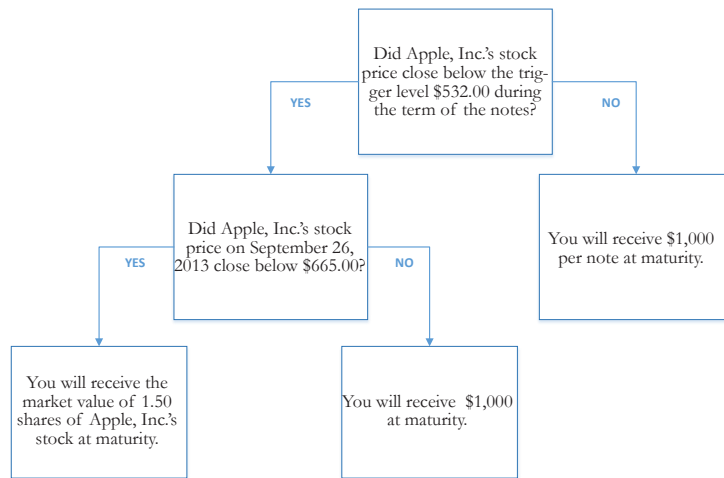 Did Apple, Inc.'s stock
price close below the trig-
ger level $532.00 during
the term of the notes?
YES
NO
Did Apple, Inc.'s stock
price on September 26,
2013 close below $665.00?
You will receive $1,000
per note at maturity.
YES
NO
You will receive the
market value of 1.50
shares of Apple, Inc.'s
stock at maturity.
You will receive $1,000
at maturity.